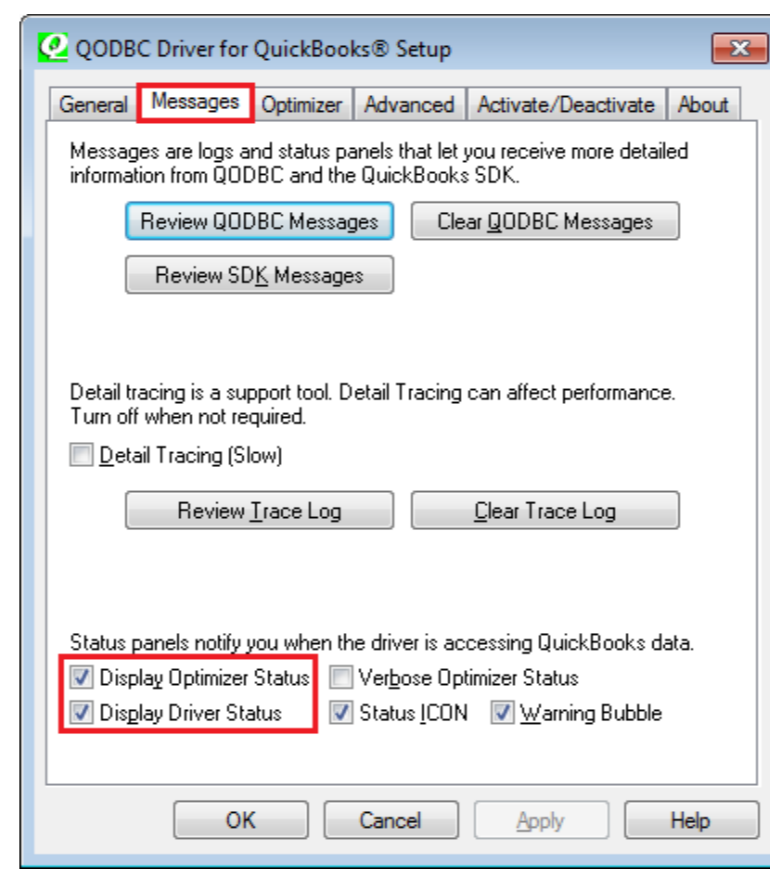 QODBC Driver for QuickBooks® Setup
General Messages Optimizer Advanced Activate/Deactivate About
Messages are logs and status panels that let you receive more detailed
information from QODBC and the QuickBooks SDK.
Review QODBC Messages Clear QODBC Messages
Review SDK Messages
Detail tracing is a support tool. Detail Tracing can affect performance.
Turn off when not required.
Detail Tracing (Slow)
Review Trace Log Clear Trace Log
Status panels notify you when the driver is accessing QuickBooks data.
Display Optimizer Status Verbose Optimizer Status
Display Driver Status Status ICON Warning Bubble
OK Cancel Apply Help